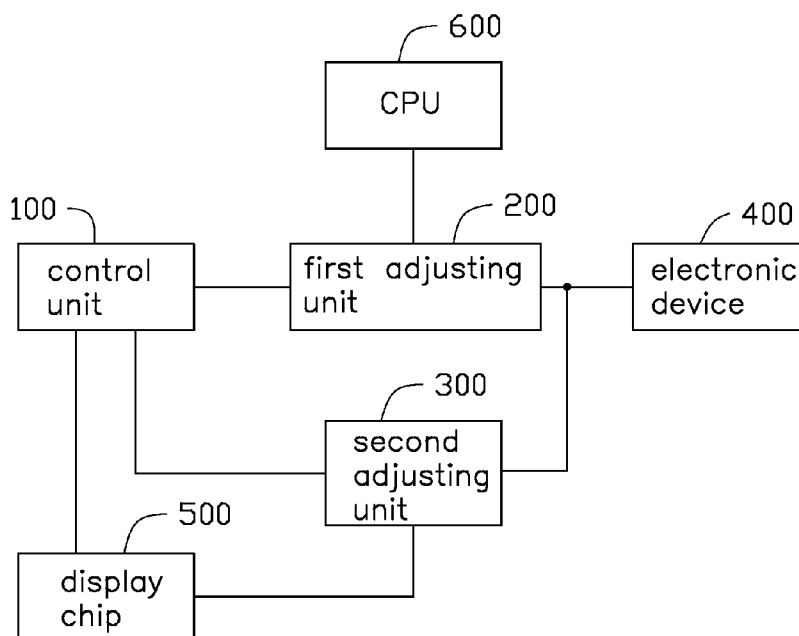 600
CPU
100
200
400
control
unit
first adjusting
unit
electronic
device
300
second
adjusting
unit
500
display
chip